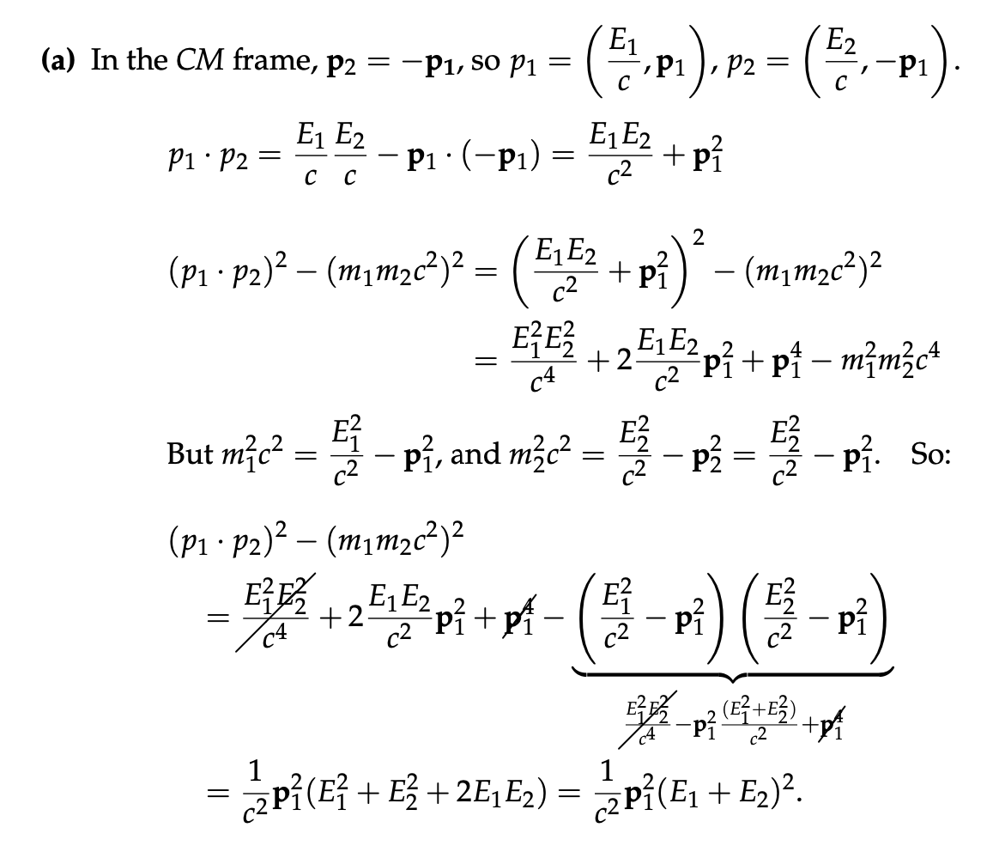 (a) In the CM frame, p₂ = −p₁, so p₁ = (E₁/c, p₁), p₂ = (E₂/c, −p₁).
p₁ · p₂ = E₁/c E₂/c − p₁ · (−p₁) = E₁E₂/c² + p₁²
(p₁ · p₂)² − (m₁m₂c²)² = (E₁E₂/c² + p₁²)² − (m₁m₂c²)²
= E₁²E₂²/c⁴ + 2 E₁E₂/c² p₁² + p₁⁴ − m₁²m₂²c⁴
But m₁²c² = E₁²/c² − p₁², and m₂²c² = E₂²/c² − p₂² = E₂²/c² − p₁². So:
(p₁ · p₂)² − (m₁m₂c²)²
= E₁²E₂²/c⁴ + 2 E₁E₂/c² p₁² + p₁⁴ − (E₁²/c² − p₁²) (E₂²/c² − p₁²)
E₁²E₂²/c⁴ − p₁² (E₁²+E₂²)/c² + p₁⁴
= 1/c² p₁²(E₁² + E₂² + 2E₁E₂) = 1/c² p₁²(E₁ + E₂)².